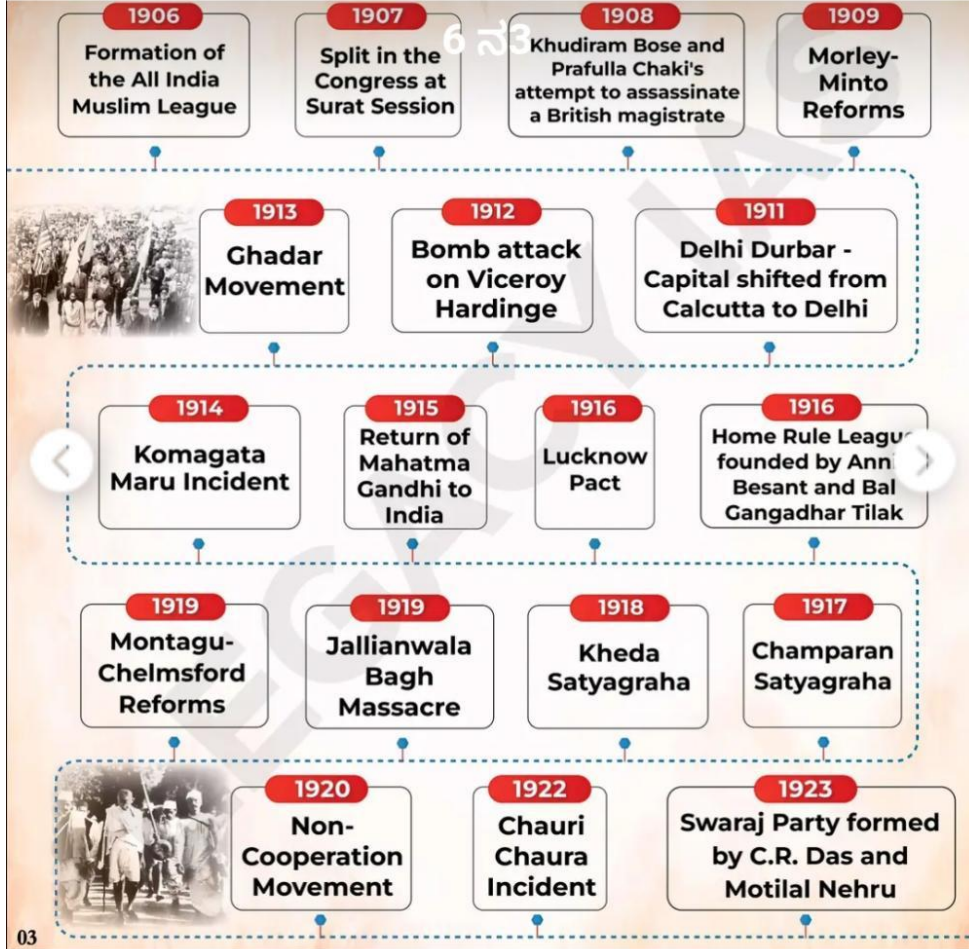 6 ನ3
1906
Formation of
the All India
Muslim League
1907
Split in the
Congress at
Surat Session
1908
Khudiram Bose and
Prafulla Chaki's
attempt to assassinate
a British magistrate
1909
Morley-
Minto
Reforms
1911
Delhi Durbar -
Capital shifted from
Calcutta to Delhi
1912
Bomb attack
on Viceroy
Hardinge
1913
Ghadar
Movement
1914
Komagata
Maru Incident
1915
Return of
Mahatma
Gandhi to
India
1916
Lucknow
Pact
1916
Home Rule
founded by
Besant and Bal
Gangadhar Tilak
1917
Champaran
Satyagraha
1918
Kheda
Satyagraha
1919
Jallianwala
Bagh
Massacre
1919
Montagu-
Chelmsford
Reforms
1920
Non-
Cooperation
Movement
1922
Chauri
Chaura
Incident
1923
Swaraj Party formed
by C.R. Das and
Motilal Nehru
03
EGACY IAS